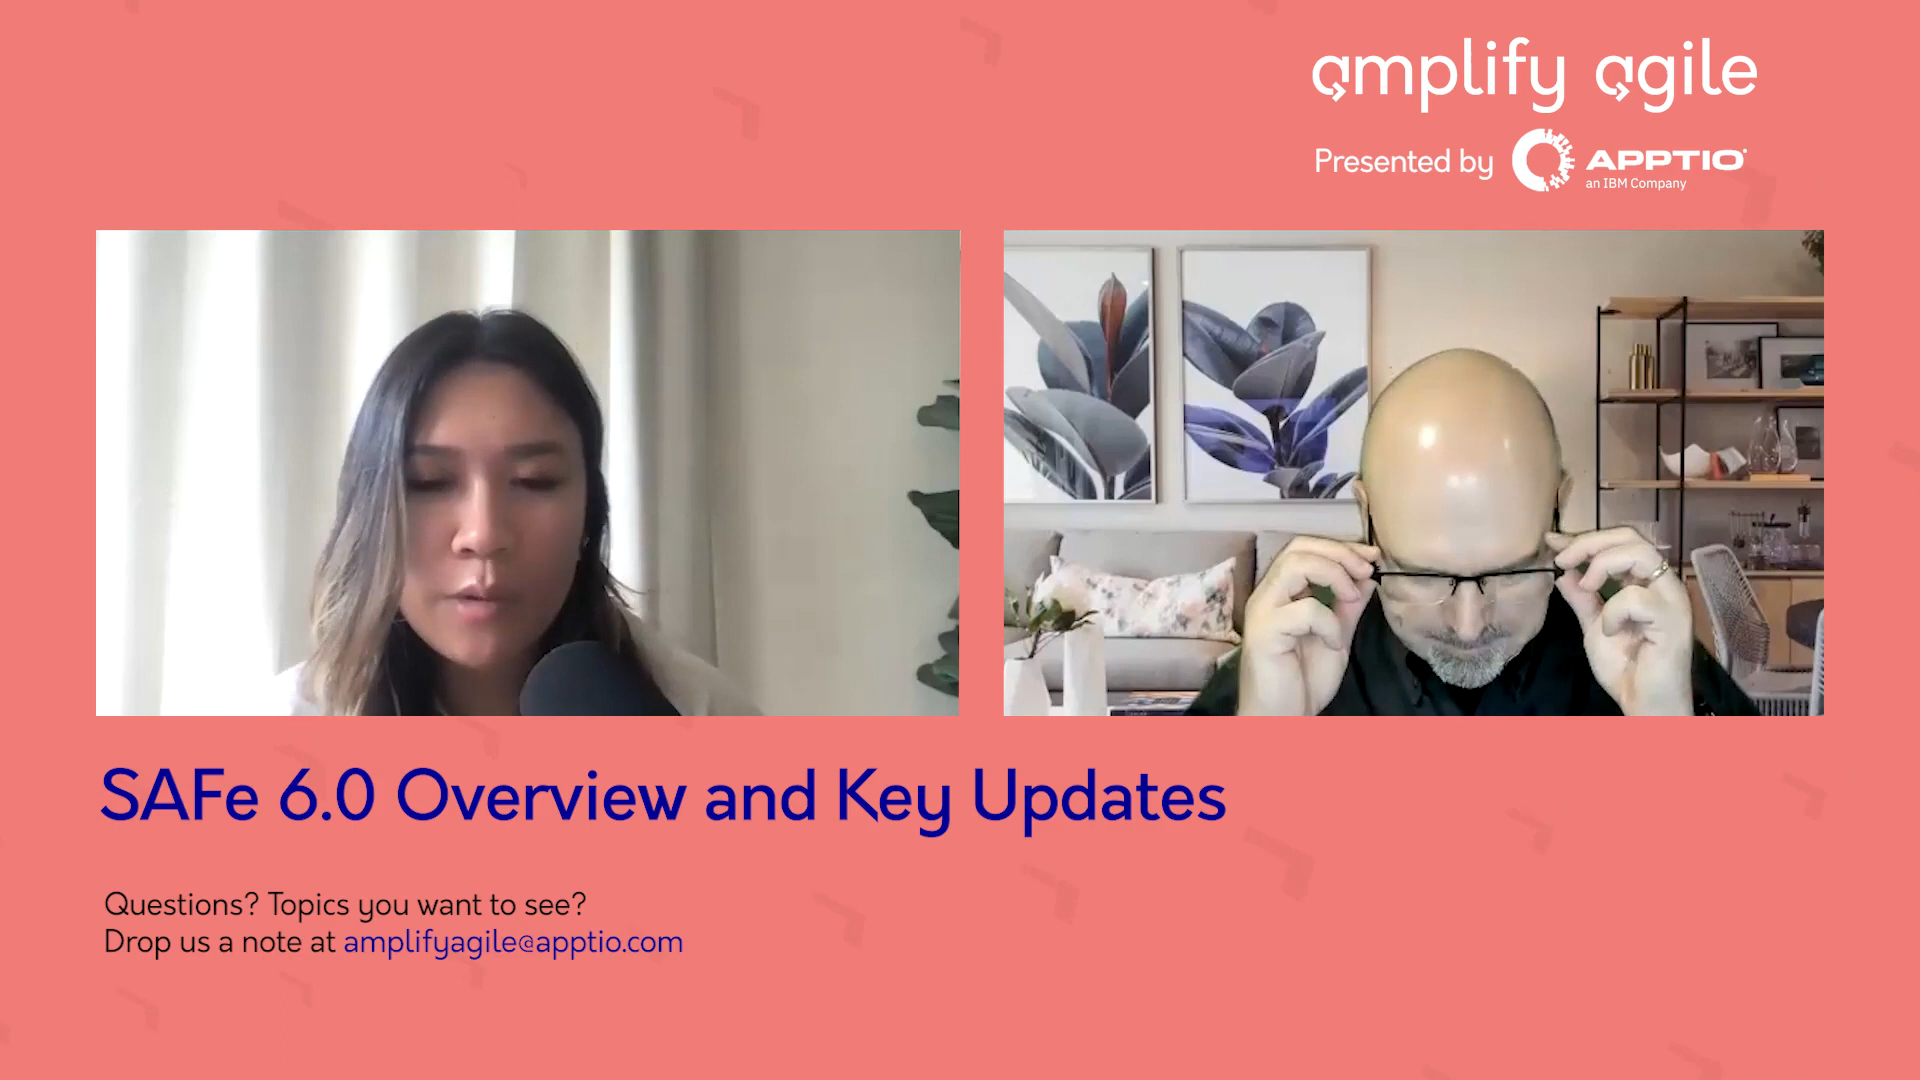 amplify agile
Presented by APPTIO
an IBM Company
SAFe 6.0 Overview and Key Updates
Questions? Topics you want to see?
Drop us a note at amplifyagile@apptio.com